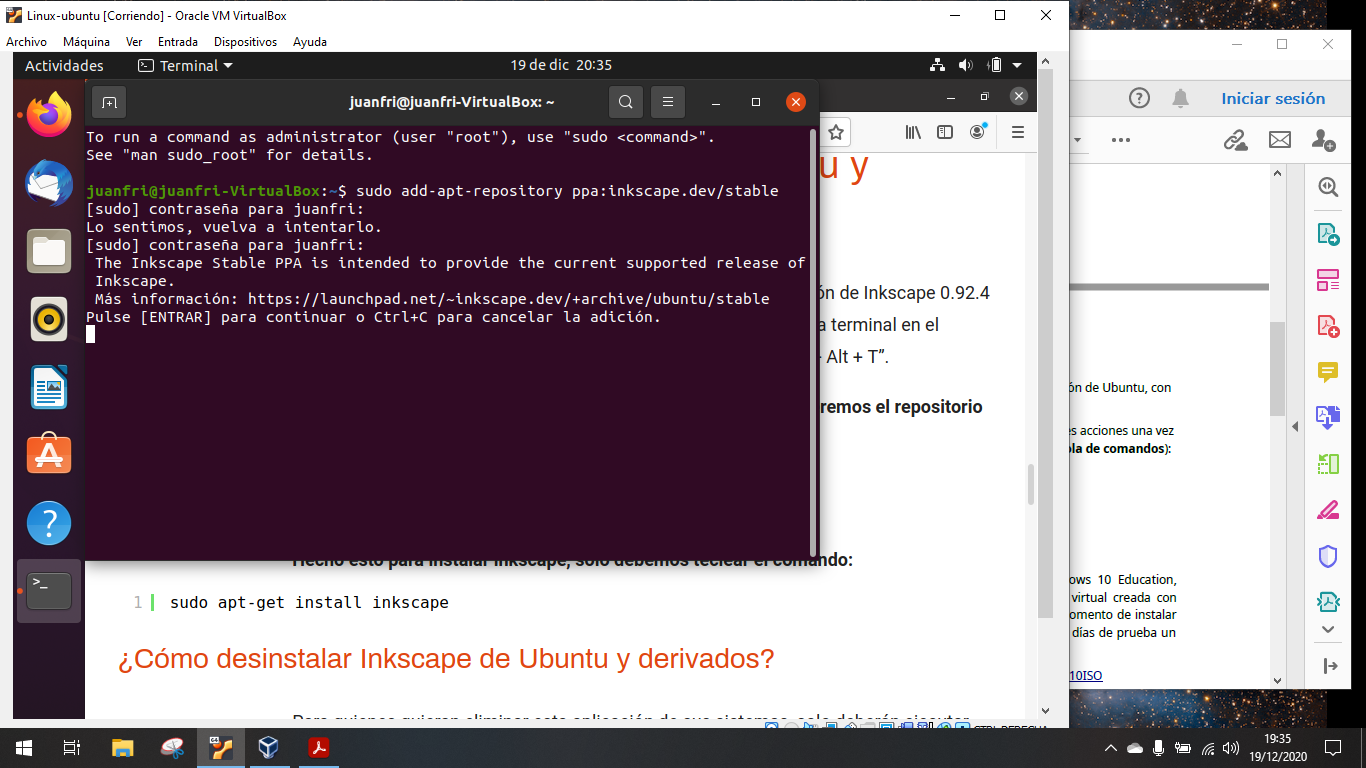 Linux-ubuntu [Corriendo] - Oracle VM VirtualBox
Archivo Máquina Ver Entrada Dispositivos Ayuda
Actividades Terminal 19 de dic 20:35
juanfri@juanfri-VirtualBox: ~
To run a command as administrator (user "root"), use "sudo <command>".
See "man sudo_root" for details.
juanfri@juanfri-VirtualBox:~$ sudo add-apt-repository ppa:inkscape.dev/stable
[sudo] contraseña para juanfri:
Lo sentimos, vuelva a intentarlo.
[sudo] contraseña para juanfri:
The Inkscape Stable PPA is intended to provide the current supported release of
Inkscape.
Más información: https://launchpad.net/~inkscape.dev/+archive/ubuntu/stable
Pulse [ENTRAR] para continuar o Ctrl+C para cancelar la adición.
u y
ón de Inkscape 0.92.4
a terminal en el
+ Alt + T”.
remos el repositorio
Hecho esto para instalar Inkscape, solo debemos teclear el comando:
1 sudo apt-get install inkscape
¿Cómo desinstalar Inkscape de Ubuntu y derivados?
Para quienes quieran eliminar esta aplicación de sus sistemas, solo deberán ejecutar
CTRL DERECHA
Iniciar sesión
ón de Ubuntu, con
es acciones una vez
ola de comandos):
ows 10 Education,
virtual creada con
omento de instalar
días de prueba un
10ISO
19:35
19/12/2020